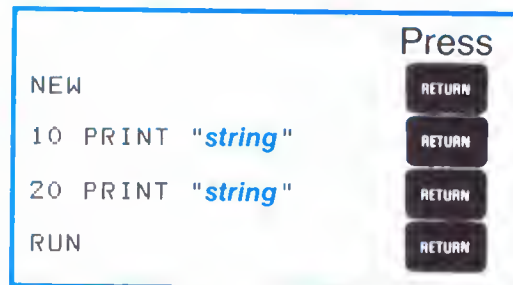 Press
NEW RETURN
10 PRINT "string" RETURN
20 PRINT "string" RETURN
RUN RETURN